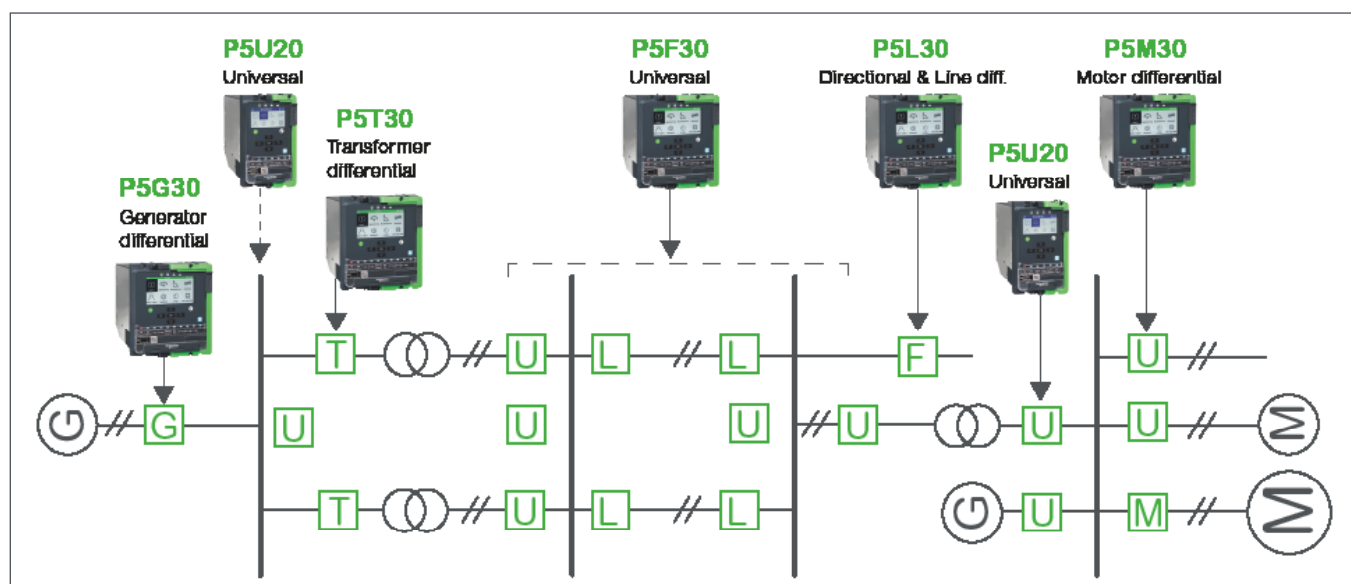 P5U20
Universal
P5F30
Universal
P5L30
Directional & Line diff.
P5M30
Motor differential
P5T30
Transformer
differential
P5U20
Universal
P5G30
Generator
differential
T U L L F U
G G U U U U U U M
T U L L G U M M